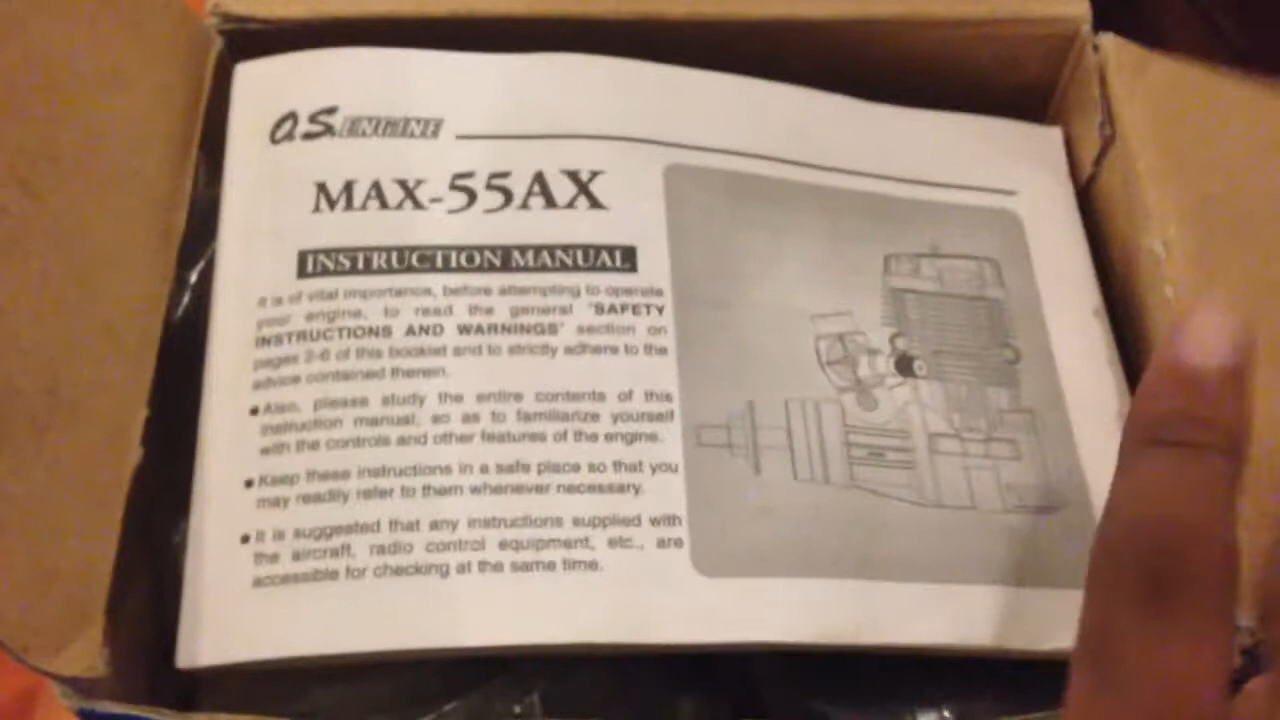 O.S. ENGINE
MAX-55AX
INSTRUCTION MANUAL
It is of vital importance, before attempting to operate
your engine, to read the general "SAFETY
INSTRUCTIONS AND WARNINGS" section on
pages 2-6 of this booklet and to strictly adhere to the
advice contained therein.
● Also, please study the entire contents of this
instruction manual, so as to familiarize yourself
with the controls and other features of the engine.
● Keep these instructions in a safe place so that you
may readily refer to them whenever necessary.
● It is suggested that any instructions supplied with
the aircraft, radio control equipment, etc., are
accessible for checking at the same time.